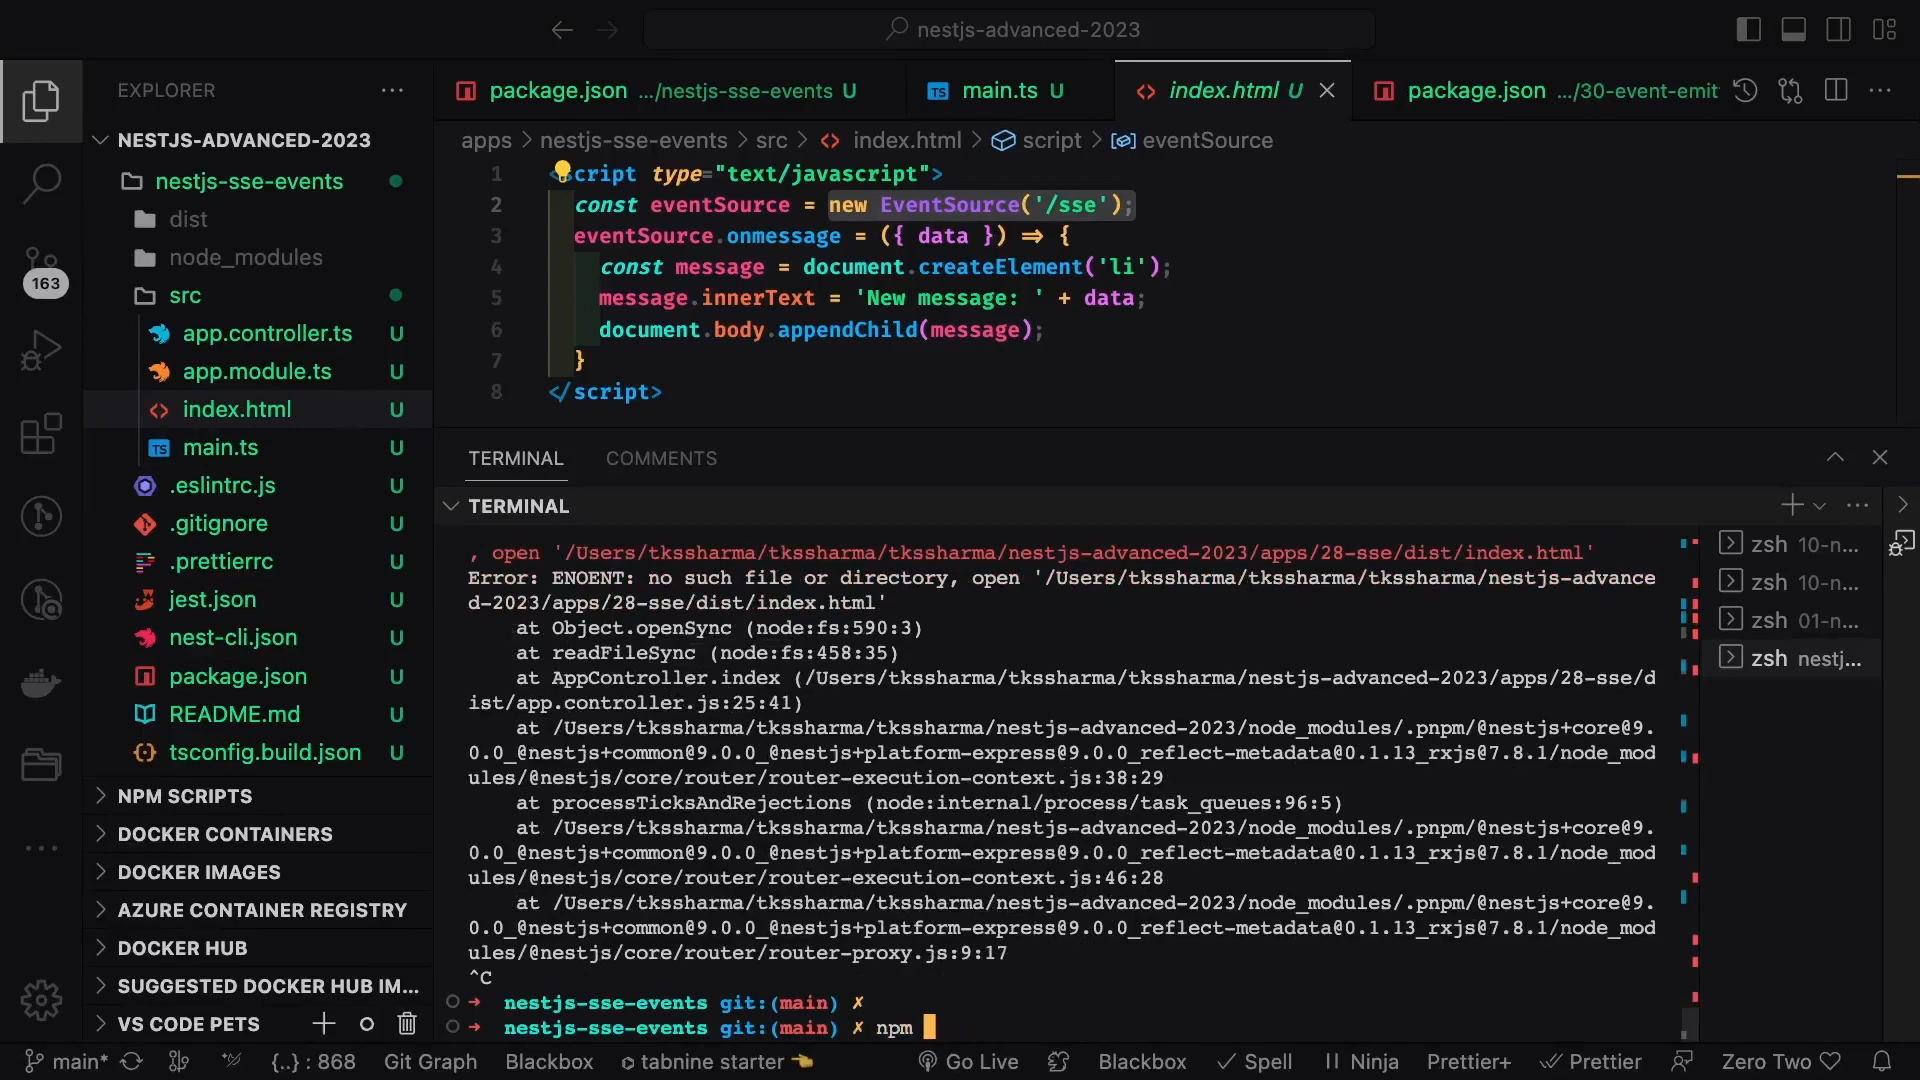 nestjs-advanced-2023
EXPLORER
NESTJS-ADVANCED-2023
nestjs-sse-events
dist
node_modules
src
app.controller.ts U
app.module.ts U
index.html U
main.ts U
.eslintrc.js U
.gitignore U
.prettierrc U
jest.json U
nest-cli.json U
package.json U
README.md U
tsconfig.build.json U
NPM SCRIPTS
DOCKER CONTAINERS
DOCKER IMAGES
AZURE CONTAINER REGISTRY
DOCKER HUB
SUGGESTED DOCKER HUB IM...
VS CODE PETS
163
package.json .../nestjs-sse-events U
TS main.ts U
index.html U
package.json .../30-event-emit
apps > nestjs-sse-events > src > index.html > script > eventSource
1 <script type="text/javascript">
2 const eventSource = new EventSource('/sse');
3 eventSource.onmessage = ({ data }) => {
4 const message = document.createElement('li');
5 message.innerText = 'New message: ' + data;
6 document.body.appendChild(message);
7 }
8 </script>
TERMINAL COMMENTS
TERMINAL
, open '/Users/tkssharma/tkssharma/tkssharma/nestjs-advanced-2023/apps/28-sse/dist/index.html'
Error: ENOENT: no such file or directory, open '/Users/tkssharma/tkssharma/tkssharma/nestjs-advance
d-2023/apps/28-sse/dist/index.html'
at Object.openSync (node:fs:590:3)
at readFileSync (node:fs:458:35)
at AppController.index (/Users/tkssharma/tkssharma/tkssharma/nestjs-advanced-2023/apps/28-sse/d
ist/app.controller.js:25:41)
at /Users/tkssharma/tkssharma/tkssharma/nestjs-advanced-2023/node_modules/.pnpm/@nestjs+core@9.
0.0_@nestjs+common@9.0.0_@nestjs+platform-express@9.0.0_reflect-metadata@0.1.13_rxjs@7.8.1/node_mod
ules/@nestjs/core/router/router-execution-context.js:38:29
at processTicksAndRejections (node:internal/process/task_queues:96:5)
at /Users/tkssharma/tkssharma/tkssharma/nestjs-advanced-2023/node_modules/.pnpm/@nestjs+core@9.
0.0_@nestjs+common@9.0.0_@nestjs+platform-express@9.0.0_reflect-metadata@0.1.13_rxjs@7.8.1/node_mod
ules/@nestjs/core/router/router-execution-context.js:46:28
at /Users/tkssharma/tkssharma/tkssharma/nestjs-advanced-2023/node_modules/.pnpm/@nestjs+core@9.
0.0_@nestjs+common@9.0.0_@nestjs+platform-express@9.0.0_reflect-metadata@0.1.13_rxjs@7.8.1/node_mod
ules/@nestjs/core/router/router-proxy.js:9:17
^C
→ nestjs-sse-events git:(main) ✗
→ nestjs-sse-events git:(main) ✗ npm
zsh 10-n...
zsh 10-n...
zsh 01-n...
zsh nestj...
main* {..} : 868 Git Graph Blackbox tabnine starter Go Live Blackbox Spell Ninja Prettier+ Prettier Zero Two